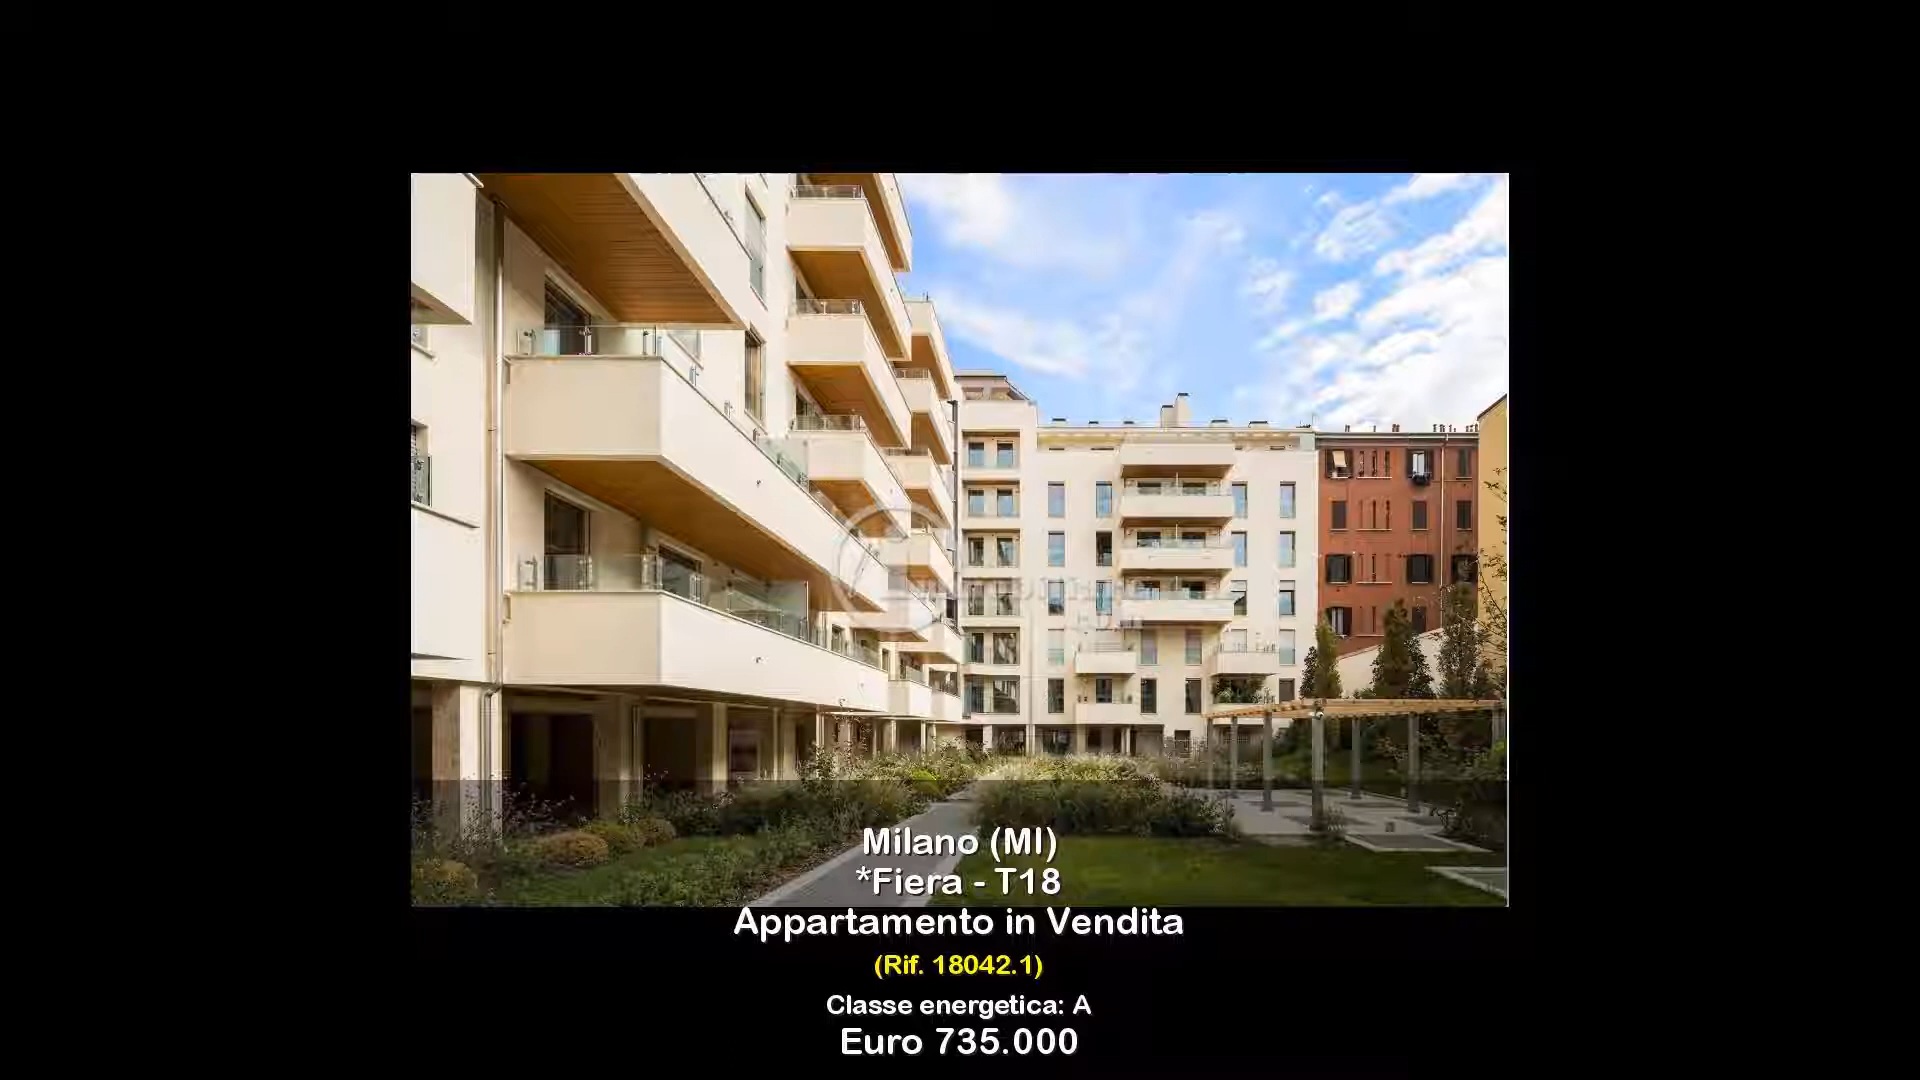 Milano (MI)
*Fiera - T18
Appartamento in Vendita
(Rif. 18042.1)
Classe energetica: A
Euro 735.000